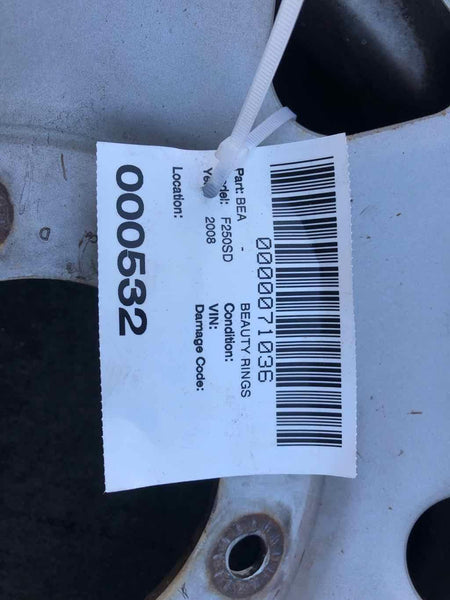 0000071036
Part: BEA - BEAUTY RINGS
Model: F250SD Condition:
Year: 2008 VIN:
Damage Code:
Location:
000532